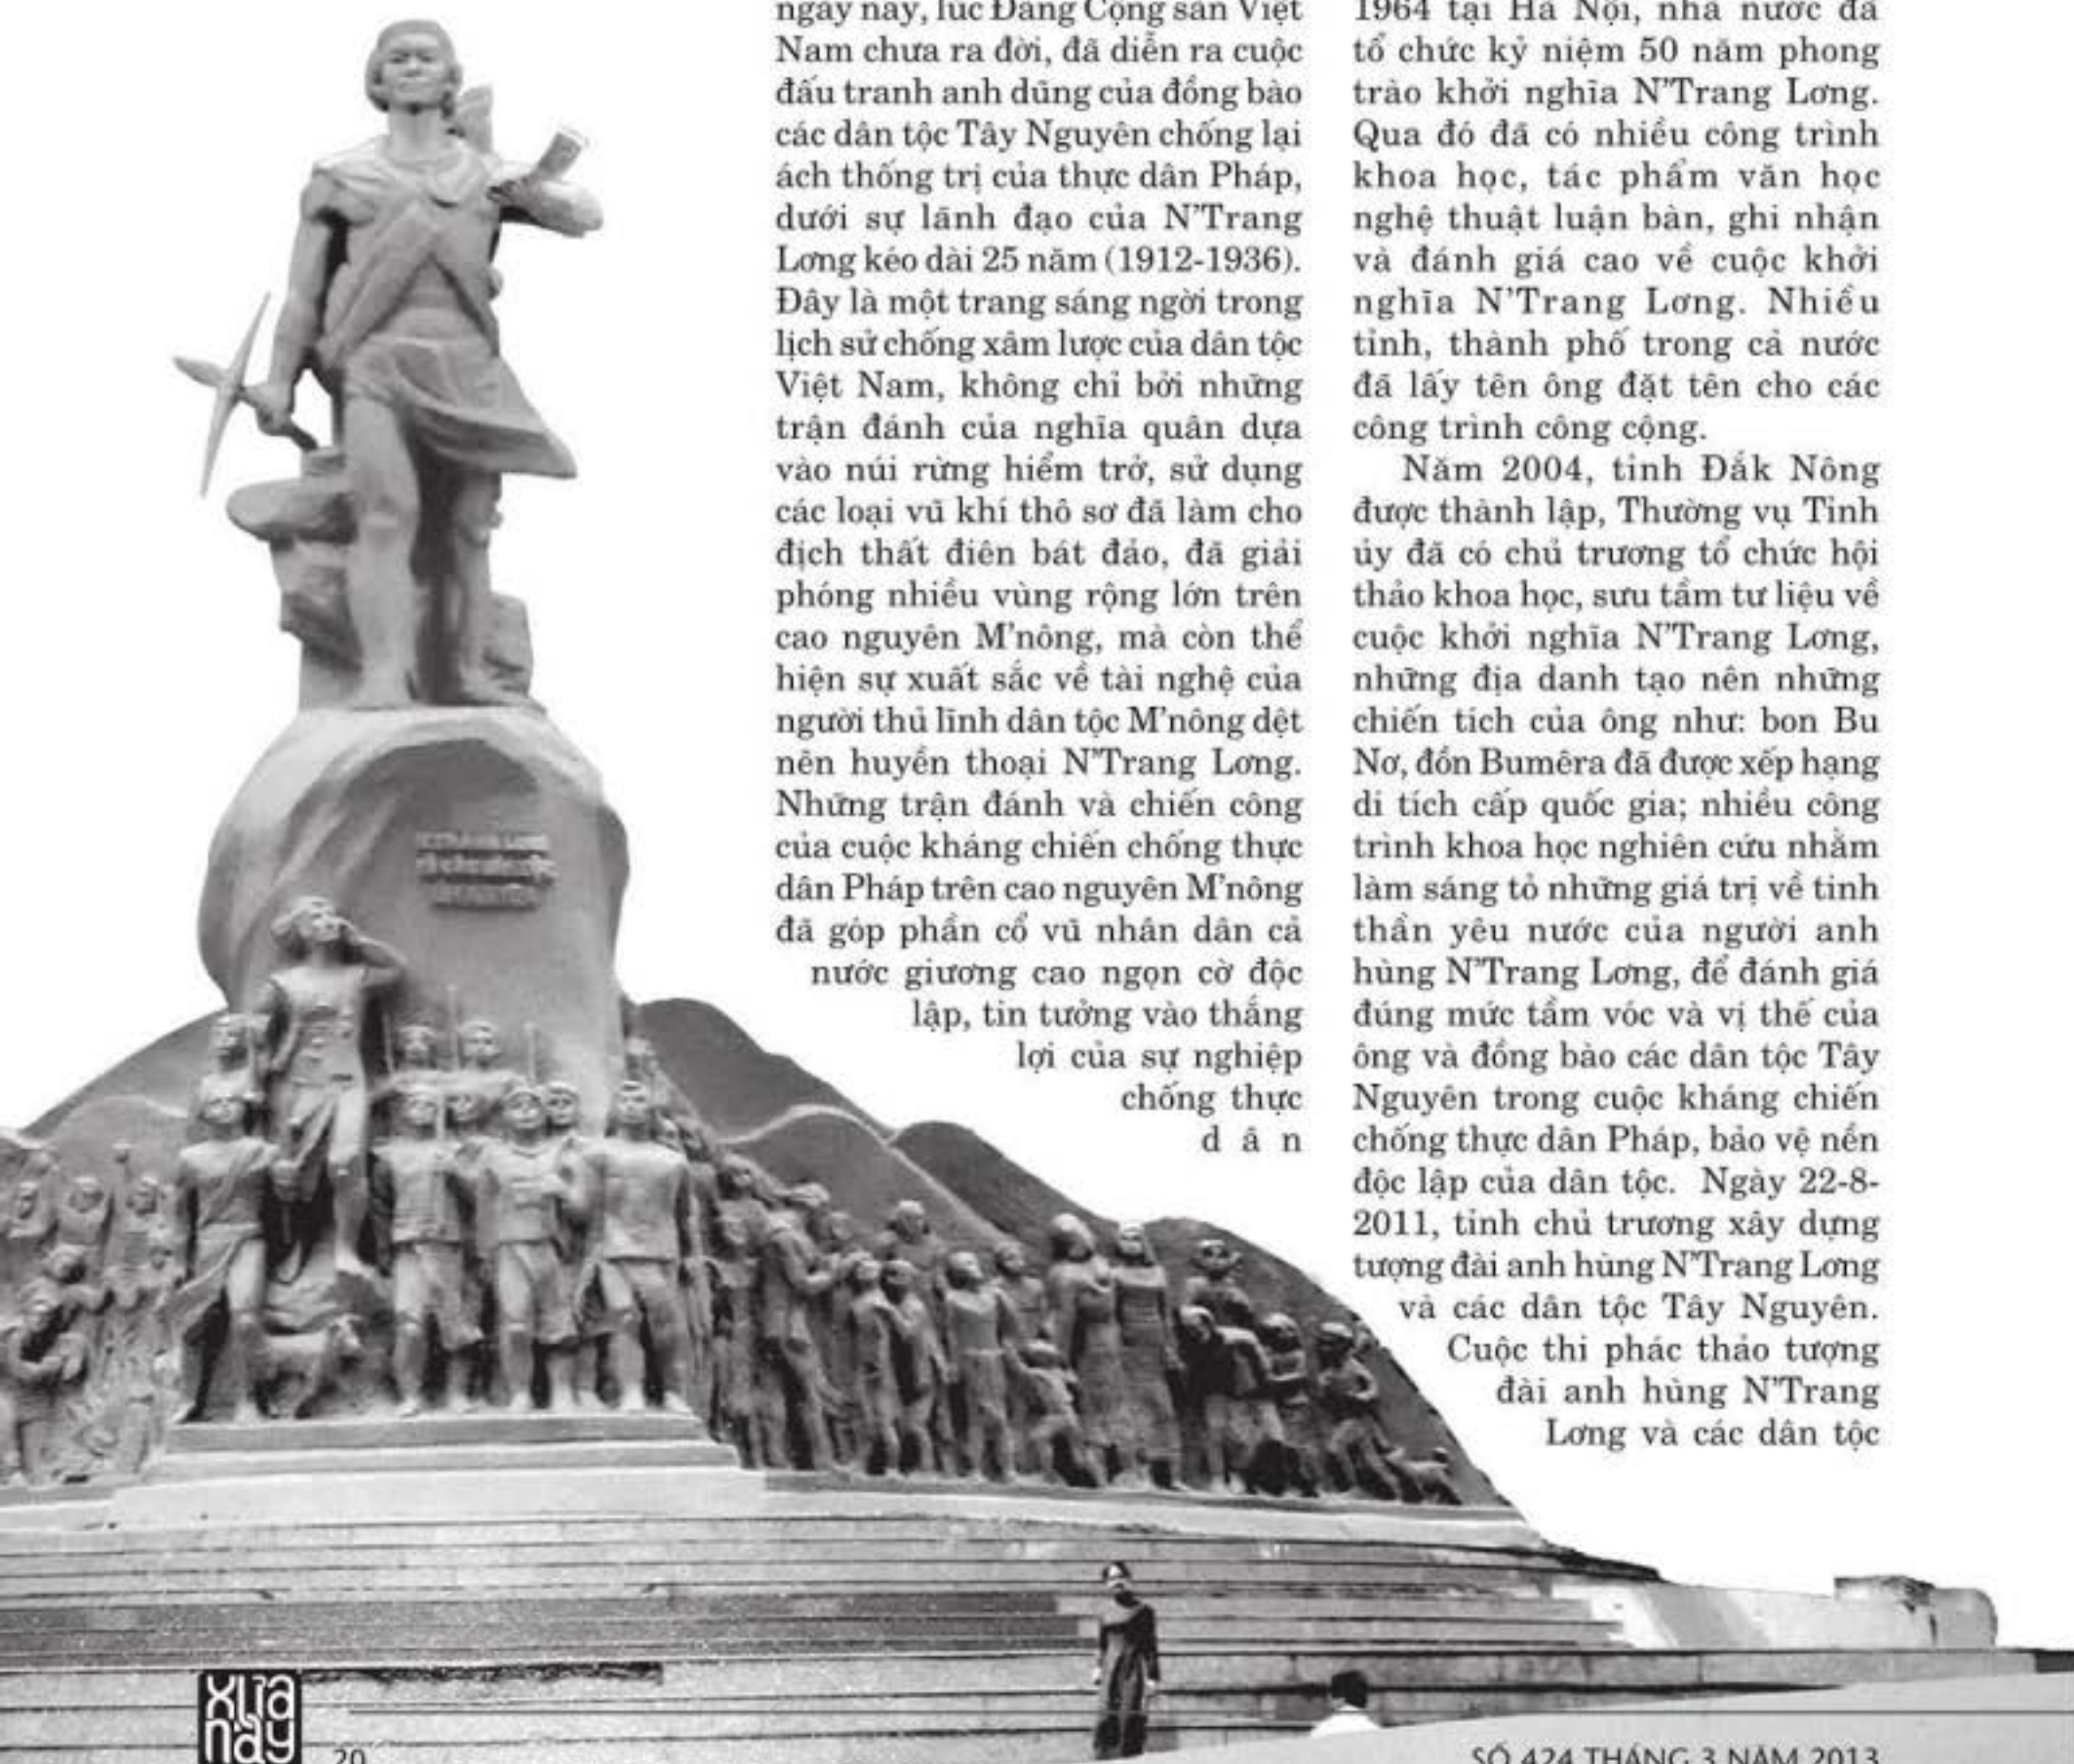 ngày nay, lúc Đảng Cộng sản Việt
Nam chưa ra đời, đã diễn ra cuộc
đấu tranh anh dũng của đồng bào
các dân tộc Tây Nguyên chống lại
ách thống trị của thực dân Pháp,
dưới sự lãnh đạo của N'Trang
Lơng kéo dài 25 năm (1912-1936).
Đây là một trang sáng ngời trong
lịch sử chống xâm lược của dân tộc
Việt Nam, không chỉ bởi những
trận đánh của nghĩa quân dựa
vào núi rừng hiểm trở, sử dụng
các loại vũ khí thô sơ đã làm cho
địch thất điên bát đảo, đã giải
phóng nhiều vùng rộng lớn trên
cao nguyên M'nông, mà còn thể
hiện sự xuất sắc về tài nghệ của
người thủ lĩnh dân tộc M'nông dệt
nên huyền thoại N'Trang Lơng.
Những trận đánh và chiến công
của cuộc kháng chiến chống thực
dân Pháp trên cao nguyên M'nông
đã góp phần cổ vũ nhân dân cả
nước giương cao ngọn cờ độc
lập, tin tưởng vào thắng
lợi của sự nghiệp
chống thực
dân
1964 tại Hà Nội, nhà nước đã
tổ chức kỷ niệm 50 năm phong
trào khởi nghĩa N'Trang Lơng.
Qua đó đã có nhiều công trình
khoa học, tác phẩm văn học
nghệ thuật luận bàn, ghi nhận
và đánh giá cao về cuộc khởi
nghĩa N'Trang Lơng. Nhiều
tỉnh, thành phố trong cả nước
đã lấy tên ông đặt tên cho các
công trình công cộng.
Năm 2004, tỉnh Đắk Nông
được thành lập, Thường vụ Tỉnh
ủy đã có chủ trương tổ chức hội
thảo khoa học, sưu tầm tư liệu về
cuộc khởi nghĩa N'Trang Lơng,
những địa danh tạo nên những
chiến tích của ông như: bon Bu
Nơ, đồn Bumêra đã được xếp hạng
di tích cấp quốc gia; nhiều công
trình khoa học nghiên cứu nhằm
làm sáng tỏ những giá trị về tinh
thần yêu nước của người anh
hùng N'Trang Lơng, để đánh giá
đúng mức tầm vóc và vị thế của
ông và đồng bào các dân tộc Tây
Nguyên trong cuộc kháng chiến
chống thực dân Pháp, bảo vệ nền
độc lập của dân tộc. Ngày 22-8-
2011, tỉnh chủ trương xây dựng
tượng đài anh hùng N'Trang Lơng
và các dân tộc Tây Nguyên.
Cuộc thi phác thảo tượng
đài anh hùng N'Trang
Lơng và các dân tộc
xưa
nay
20
SỐ 424 THÁNG 3 NĂM 2013